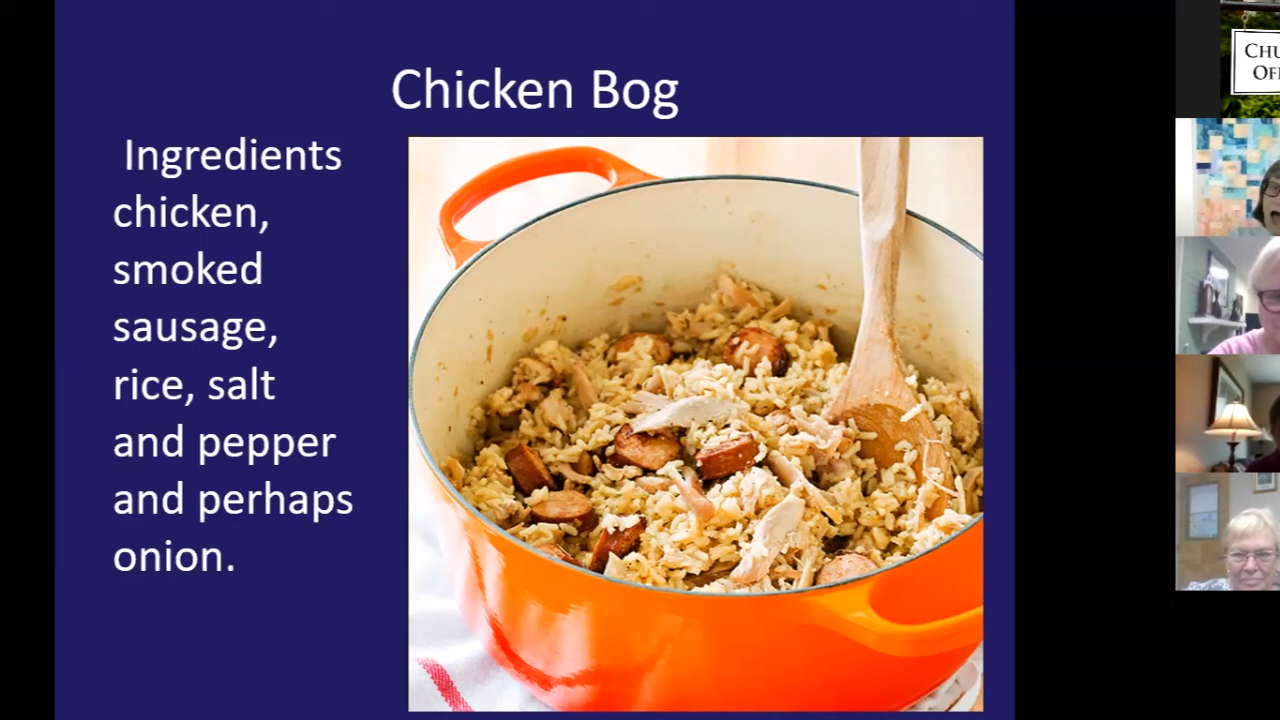 Chicken Bog
Ingredients
chicken,
smoked
sausage,
rice, salt
and pepper
and perhaps
onion.